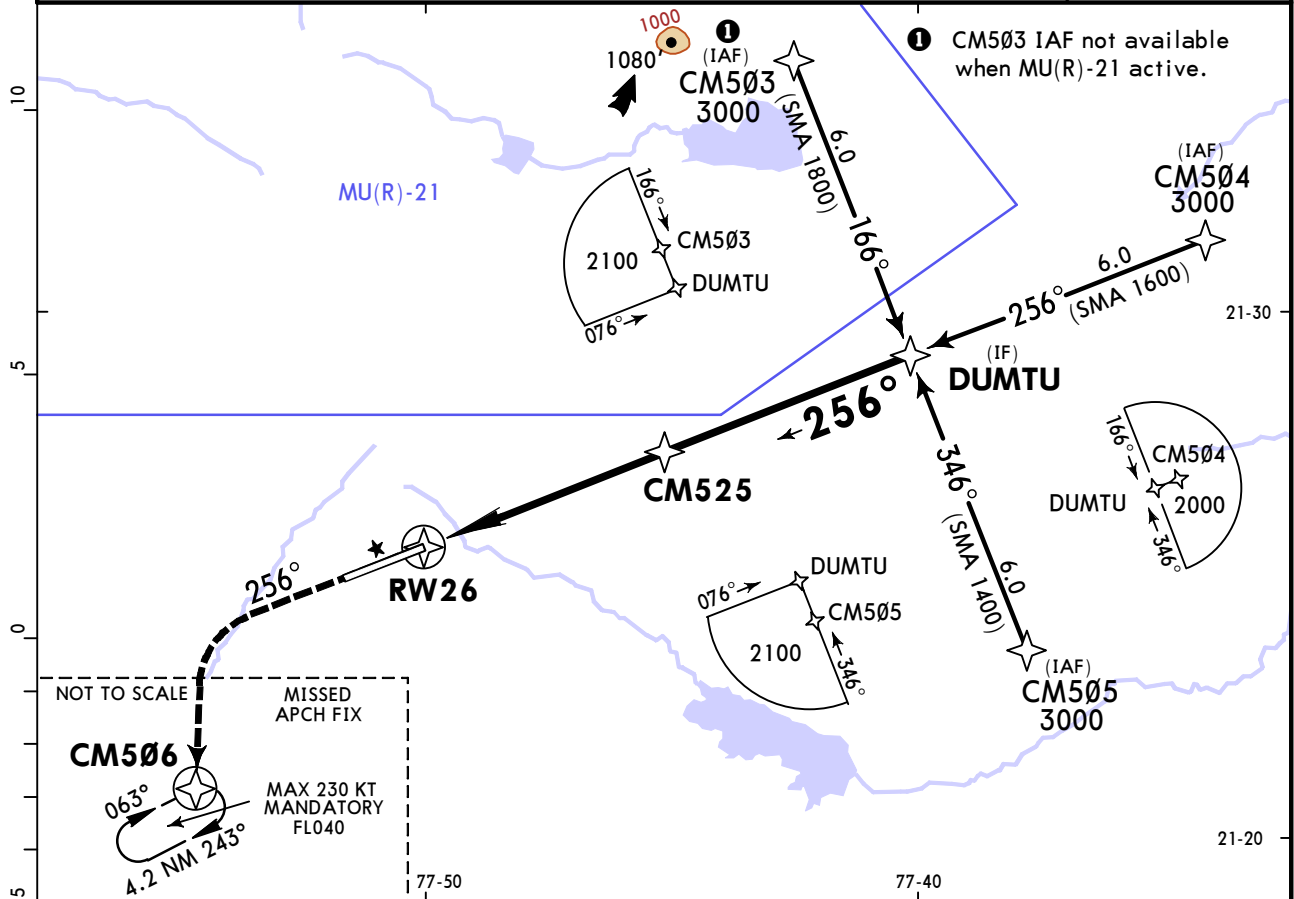 1000
1080'
1
(IAF)
CM5Ø3
3000
1 CM5Ø3 IAF not available
when MU(R)-21 active.
10
(SMA 1800)
6.0
166°
(IAF)
CM5Ø4
3000
MU(R)-21
166°
CM5Ø3
2100
DUMTU
076°
6.0
256°
(SMA 1600)
21-30
5
(IF)
DUMTU
256°
CM525
346°
(SMA 1400)
6.0
166°
CM5Ø4
DUMTU
2000
346°
RW26
256°
DUMTU
076°
CM5Ø5
2100
346°
0
(IAF)
CM5Ø5
3000
NOT TO SCALE
MISSED
APCH FIX
CM5Ø6
063°
MAX 230 KT
MANDATORY
FL040
4.2 NM 243°
21-20
5
77-50
77-40